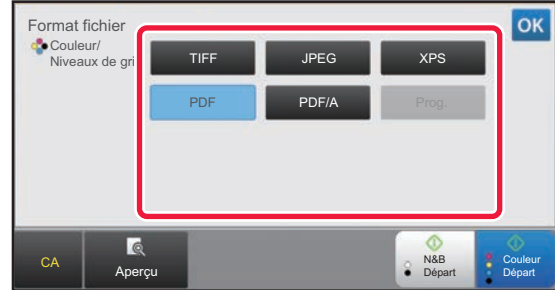 Format fichier
OK
Couleur/
Niveaux de gri
TIFF
JPEG
XPS
PDF
PDF/A
Prog.
CA
Aperçu
N&B
Départ
Couleur
Départ